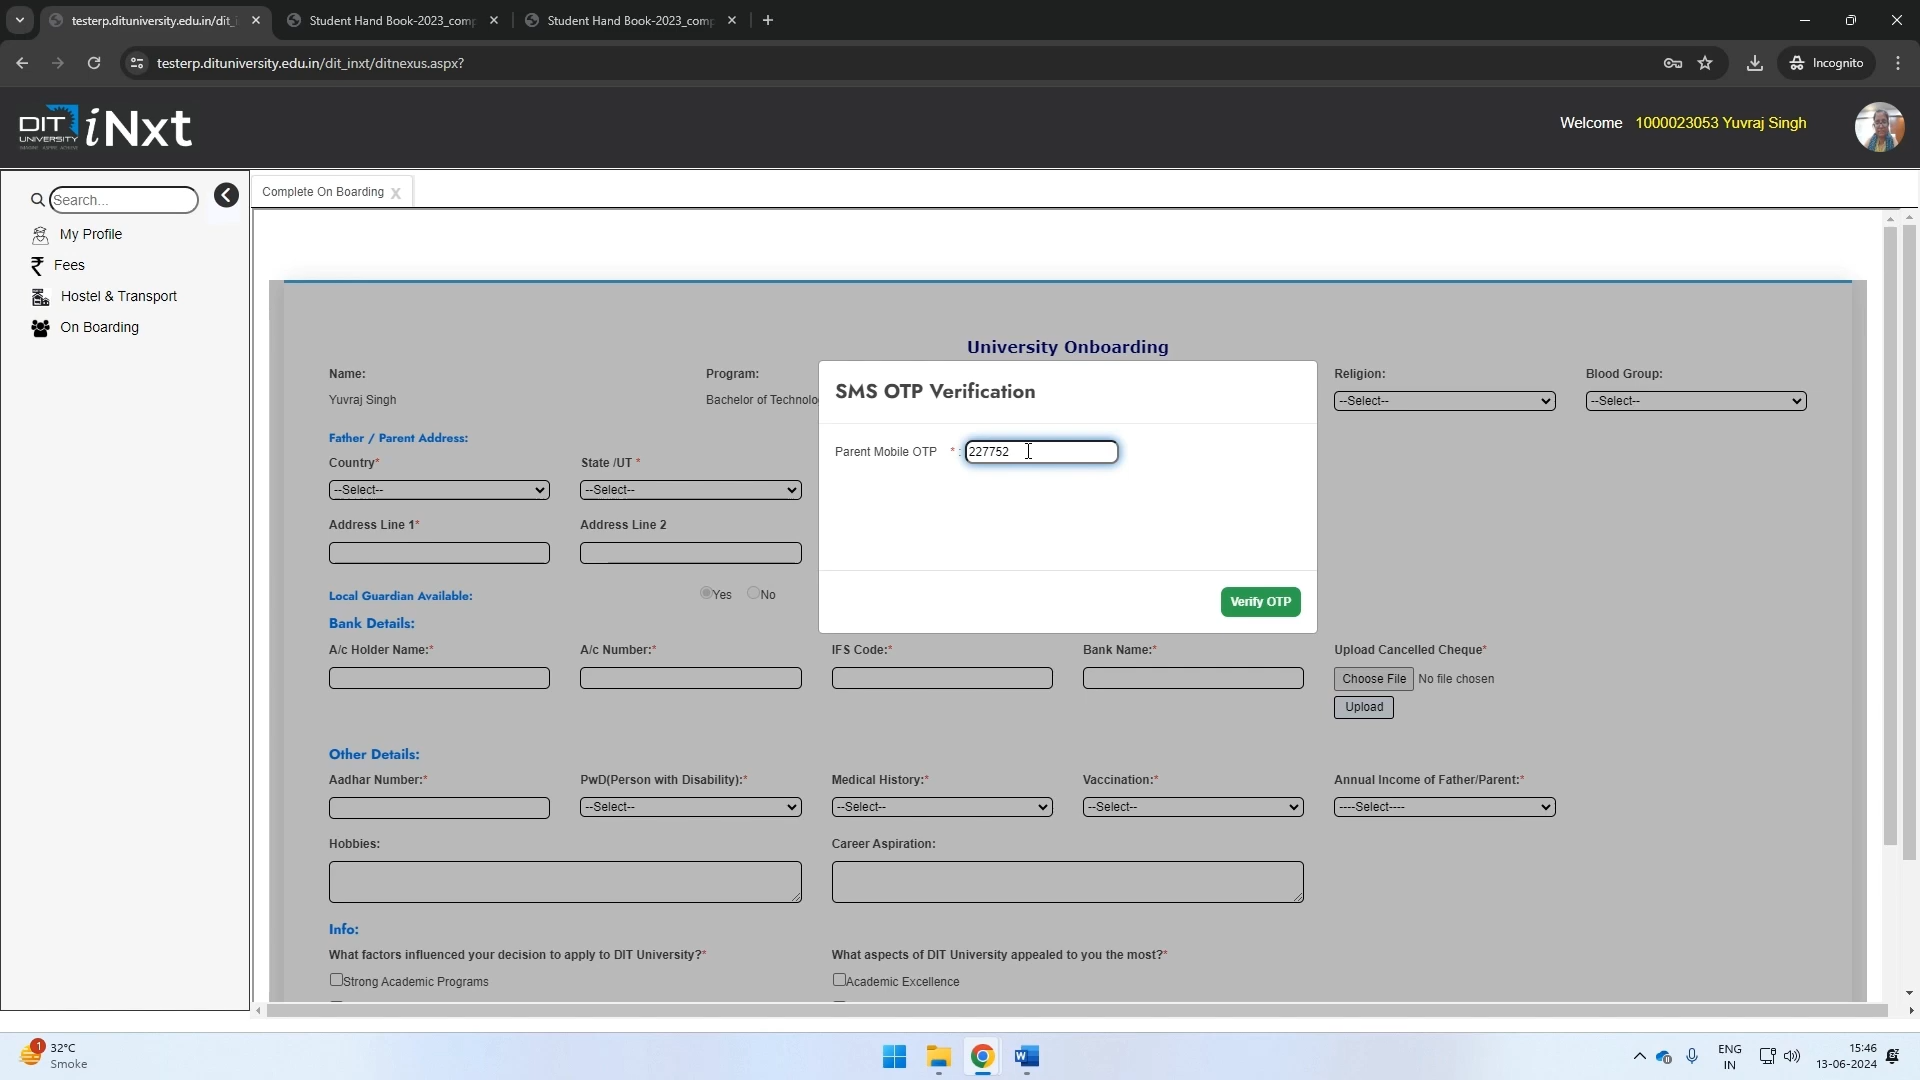 testerp.dituniversity.edu.in/dit_i
Student Hand Book-2023_comp
Student Hand Book-2023_comp
testerp.dituniversity.edu.in/dit_inxt/ditnexus.aspx?
Incognito
DIT UNIVERSITY iNxt
Welcome 1000023053 Yuvraj Singh
Search...
Complete On Boarding x
My Profile
Fees
Hostel & Transport
On Boarding
University Onboarding
Name: Program: Religion: Blood Group:
Yuvraj Singh Bachelor of Technolo --Select-- --Select--
SMS OTP Verification
Parent Mobile OTP * : 227752
Verify OTP
Father / Parent Address:
Country* State /UT *
--Select-- --Select--
Address Line 1* Address Line 2
Local Guardian Available: Yes No
Bank Details:
A/c Holder Name:* A/c Number:* IFS Code:* Bank Name:* Upload Cancelled Cheque*
Choose File No file chosen
Upload
Other Details:
Aadhar Number:* PwD(Person with Disability):* Medical History:* Vaccination:* Annual Income of Father/Parent:*
--Select-- --Select-- --Select-- ----Select----
Hobbies: Career Aspiration:
Info:
What factors influenced your decision to apply to DIT University?* What aspects of DIT University appealed to you the most?*
Strong Academic Programs Academic Excellence
1
32°C
Smoke
ENG
IN
15:46
13-06-2024